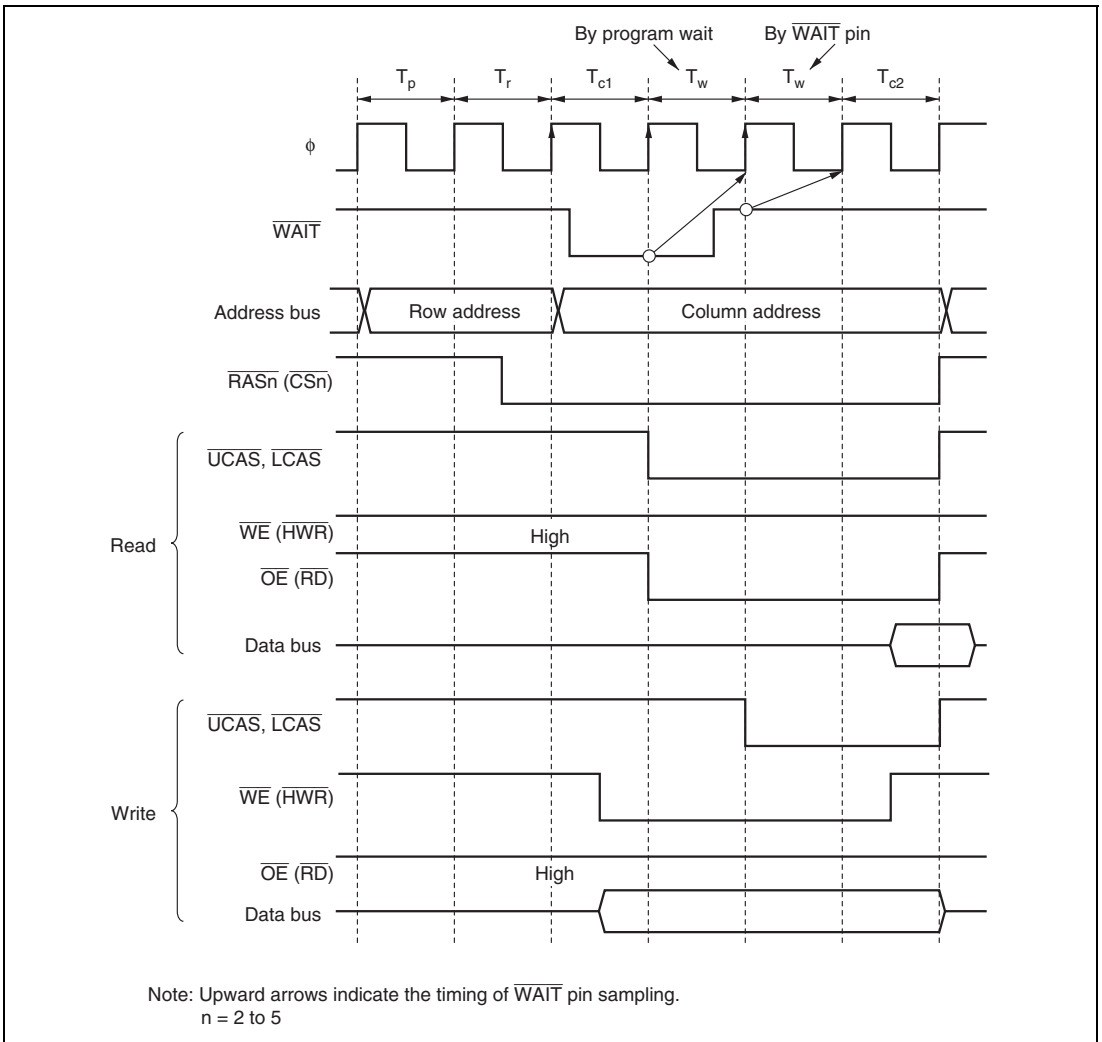 By program wait By WAIT pin
Tp Tr Tc1 Tw Tw Tc2
ϕ
WAIT
Address bus Row address Column address
RASn (CSn)
UCAS, LCAS
WE (HWR) High
Read
OE (RD)
Data bus
UCAS, LCAS
WE (HWR)
Write
OE (RD) High
Data bus
Note: Upward arrows indicate the timing of WAIT pin sampling.
n = 2 to 5